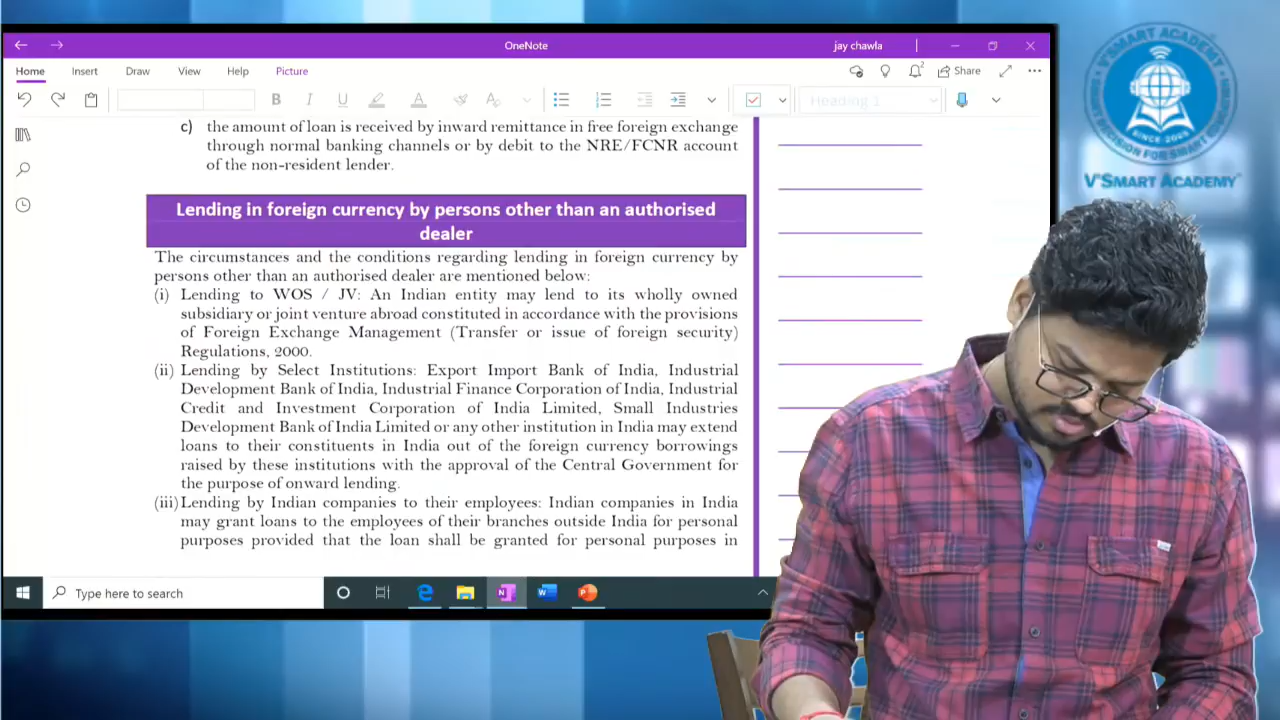 OneNote
jay chawla
Home Insert Draw View Help Picture
Share
Heading 1
c) the amount of loan is received by inward remittance in free foreign exchange
through normal banking channels or by debit to the NRE/FCNR account
of the non-resident lender.
Lending in foreign currency by persons other than an authorised
dealer
The circumstances and the conditions regarding lending in foreign currency by
persons other than an authorised dealer are mentioned below:
(i) Lending to WOS / JV: An Indian entity may lend to its wholly owned
subsidiary or joint venture abroad constituted in accordance with the provisions
of Foreign Exchange Management (Transfer or issue of foreign security)
Regulations, 2000.
(ii) Lending by Select Institutions: Export Import Bank of India, Industrial
Development Bank of India, Industrial Finance Corporation of India, Industrial
Credit and Investment Corporation of India Limited, Small Industries
Development Bank of India Limited or any other institution in India may extend
loans to their constituents in India out of the foreign currency borrowings
raised by these institutions with the approval of the Central Government for
the purpose of onward lending.
(iii) Lending by Indian companies to their employees: Indian companies in India
may grant loans to the employees of their branches outside India for personal
purposes provided that the loan shall be granted for personal purposes in
Type here to search
V'SMART ACADEMY
SINCE 2005
V'SMART ACADEMY